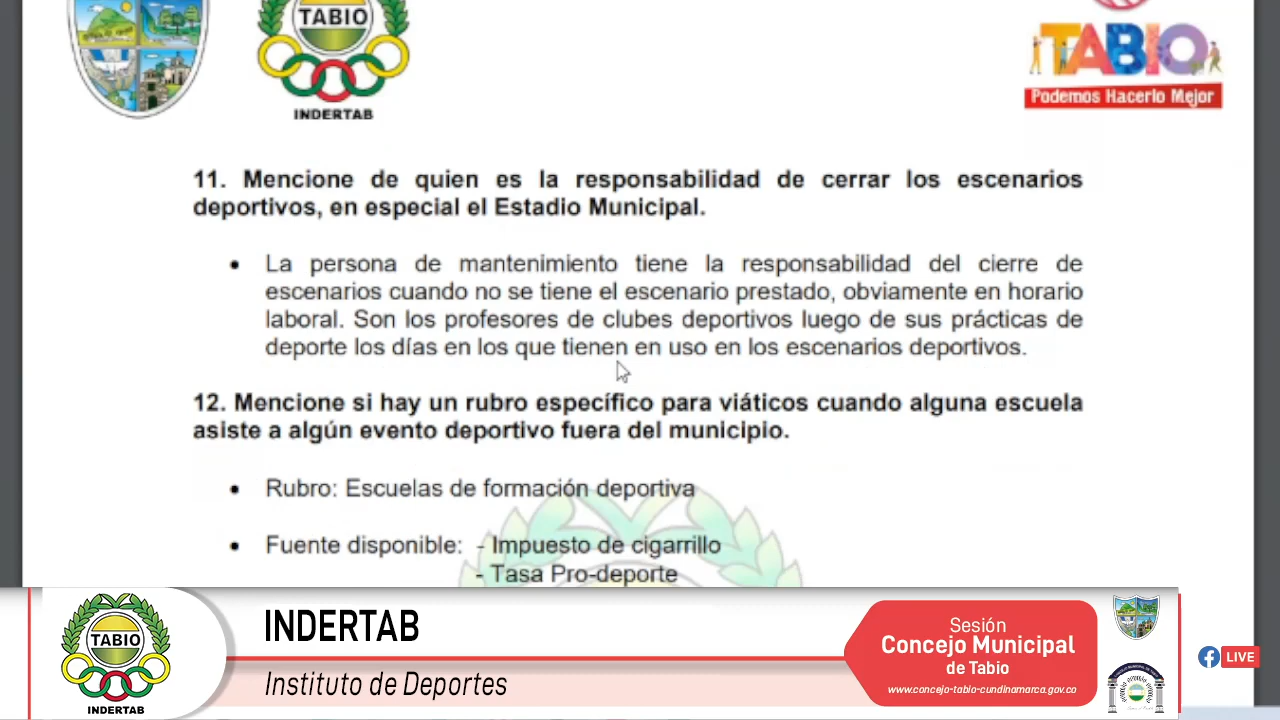 TABIO
INDERTAB
TABIO
Podemos Hacerlo Mejor
11. Mencione de quien es la responsabilidad de cerrar los escenarios
deportivos, en especial el Estadio Municipal.
• La persona de mantenimiento tiene la responsabilidad del cierre de
escenarios cuando no se tiene el escenario prestado, obviamente en horario
laboral. Son los profesores de clubes deportivos luego de sus prácticas de
deporte los días en los que tienen en uso en los escenarios deportivos.
12. Mencione si hay un rubro específico para viáticos cuando alguna escuela
asiste a algún evento deportivo fuera del municipio.
• Rubro: Escuelas de formación deportiva
• Fuente disponible: - Impuesto de cigarrillo
- Tasa Pro-deporte
TABIO
INDERTAB
INDERTAB
Instituto de Deportes
Sesión
Concejo Municipal
de Tabio
www.concejo-tabio-cundinamarca.gov.co
LIVE